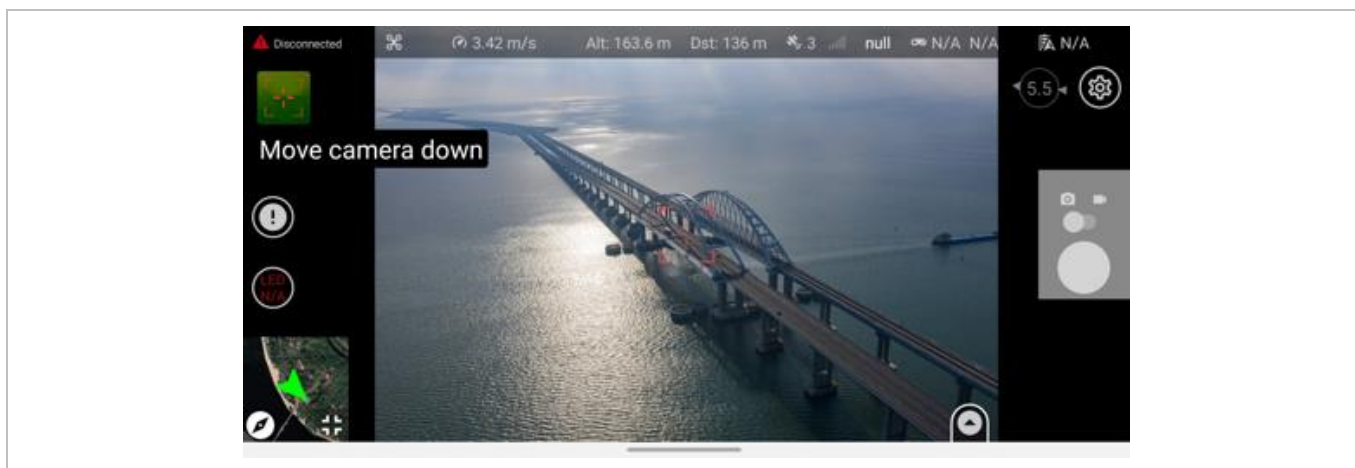 Disconnected 3.42 m/s Alt: 163.6 m Dst: 136 m 3 null N/A N/A N/A
5.5
Move camera down
LED
N/A